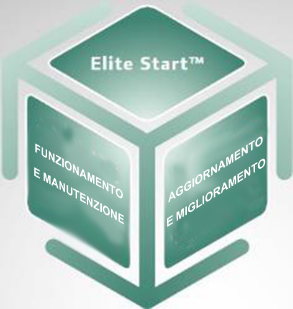 Elite Start™
FUNZIONAMENTO
E MANUTENZIONE
AGGIORNAMENTO
E MIGLIORAMENTO